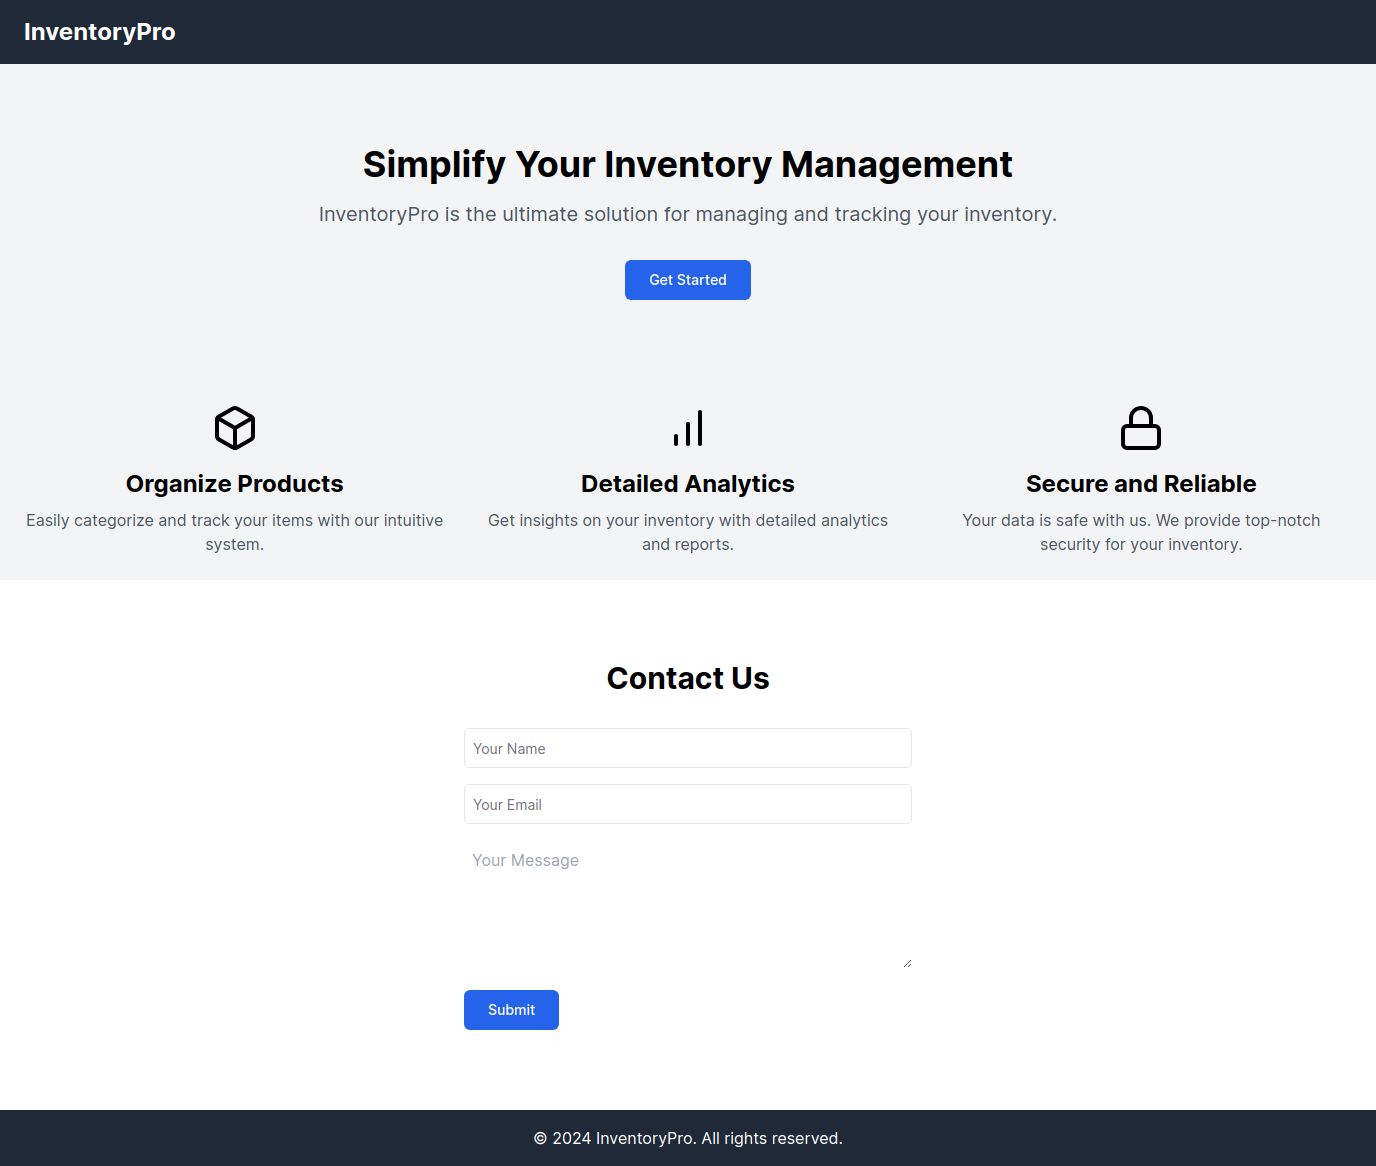 InventoryPro
Simplify Your Inventory Management
InventoryPro is the ultimate solution for managing and tracking your inventory.
Get Started
Organize Products
Easily categorize and track your items with our intuitive
system.
Detailed Analytics
Get insights on your inventory with detailed analytics
and reports.
Secure and Reliable
Your data is safe with us. We provide top-notch
security for your inventory.
Contact Us
Your Name
Your Email
Your Message
Submit
© 2024 InventoryPro. All rights reserved.